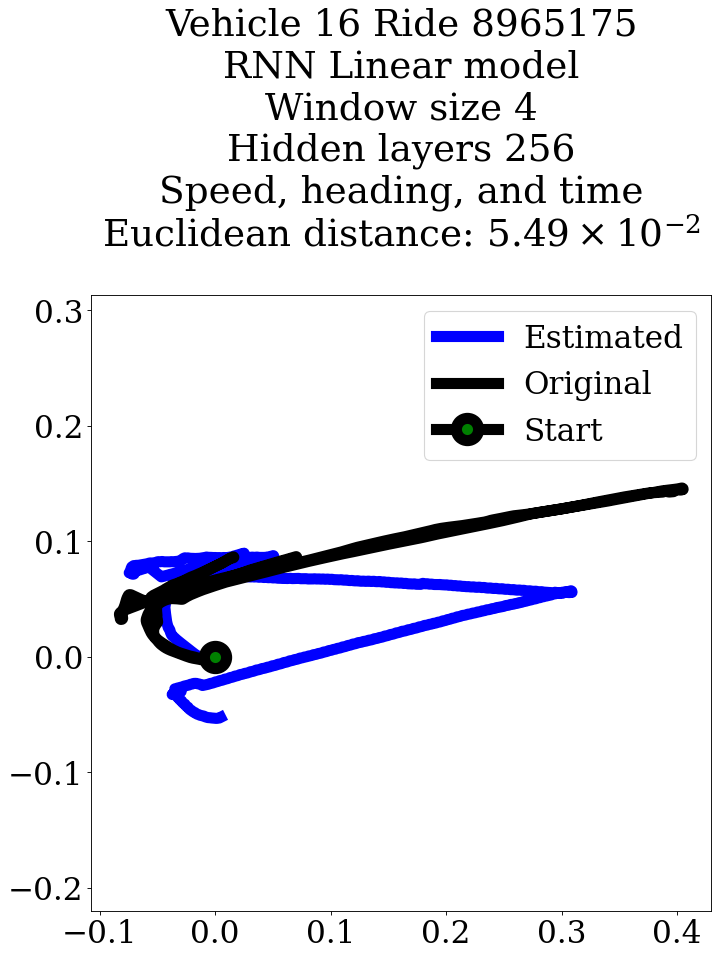 Vehicle 16 Ride 8965175
RNN Linear model
Window size 4
Hidden layers 256
Speed, heading, and time
Euclidean distance: 5.49 × 10⁻²
Estimated
Original
Start
0.3
0.2
0.1
0.0
−0.1
−0.2
−0.1 0.0 0.1 0.2 0.3 0.4